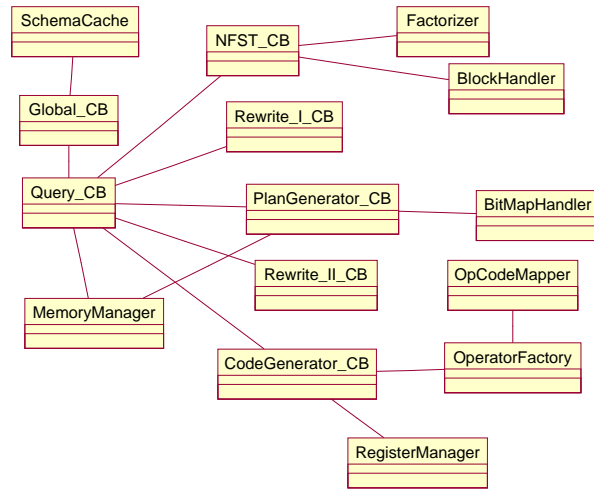 SchemaCache
NFST_CB
Factorizer
BlockHandler
Global_CB
Rewrite_I_CB
Query_CB
PlanGenerator_CB
BitMapHandler
Rewrite_II_CB
OpCodeMapper
MemoryManager
CodeGenerator_CB
OperatorFactory
RegisterManager